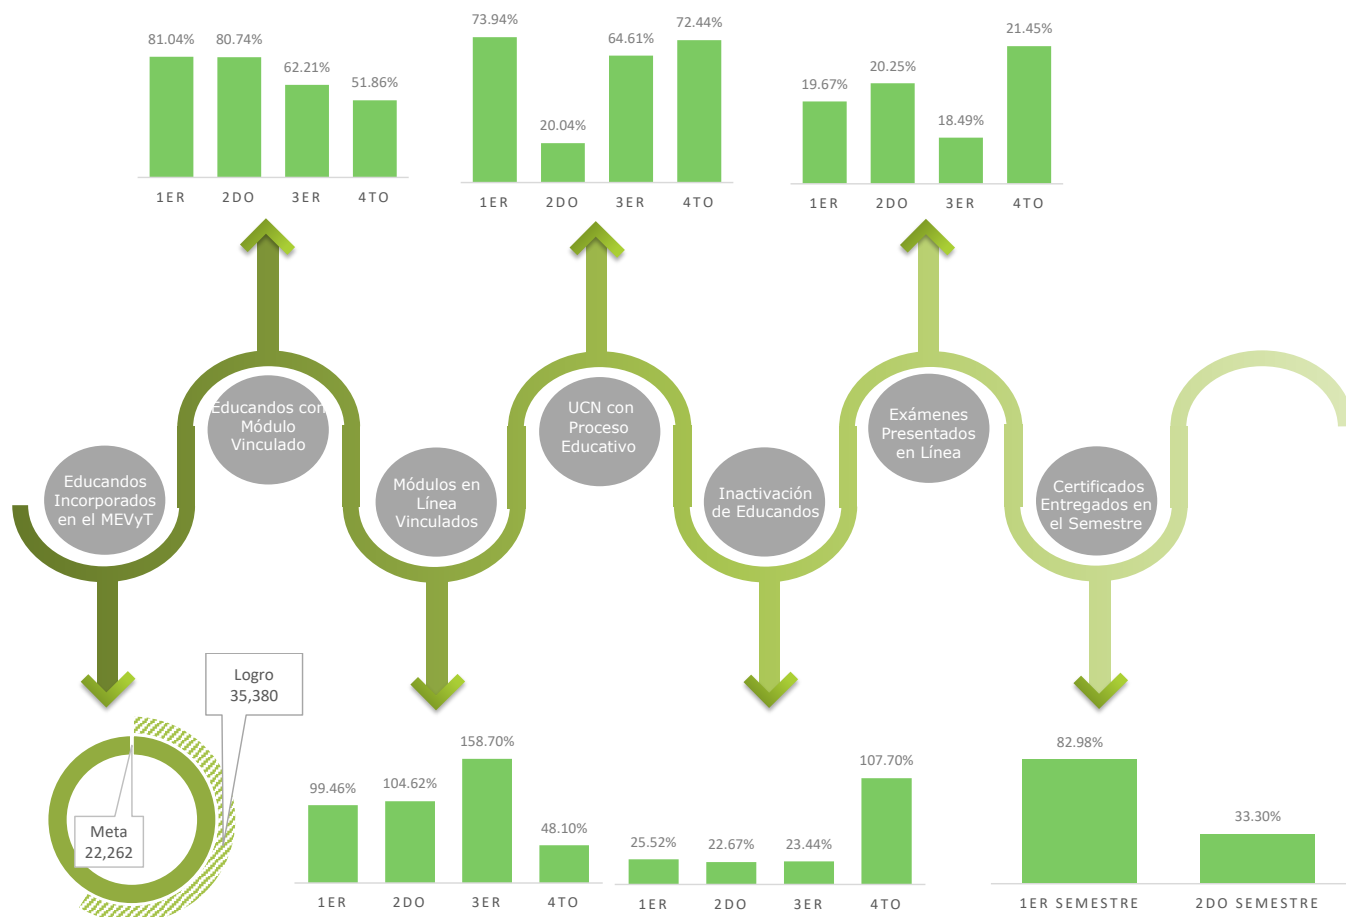 81.04%
80.74%
62.21%
51.86%
1ER
2DO
3ER
4TO
73.94%
20.04%
64.61%
72.44%
1ER
2DO
3ER
4TO
19.67%
20.25%
18.49%
21.45%
1ER
2DO
3ER
4TO
Educandos
Incorporados
en el MEVyT
Educandos con
Módulo
Vinculado
Módulos en
Línea
Vinculados
UCN con
Proceso
Educativo
Inactivación
de Educandos
Exámenes
Presentados
en Línea
Certificados
Entregados en
el Semestre
Logro
35,380
Meta
22,262
99.46%
104.62%
158.70%
48.10%
1ER
2DO
3ER
4TO
25.52%
22.67%
23.44%
107.70%
1ER
2DO
3ER
4TO
82.98%
33.30%
1ER SEMESTRE
2DO SEMESTRE